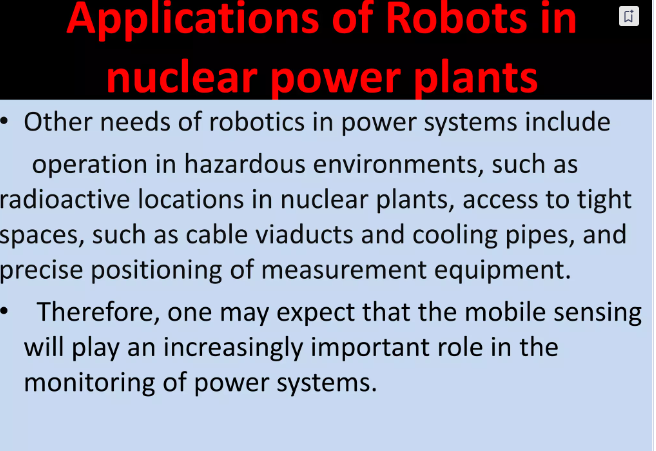 Applications of Robots in
nuclear power plants
• Other needs of robotics in power systems include
operation in hazardous environments, such as
radioactive locations in nuclear plants, access to tight
spaces, such as cable viaducts and cooling pipes, and
precise positioning of measurement equipment.
• Therefore, one may expect that the mobile sensing
will play an increasingly important role in the
monitoring of power systems.